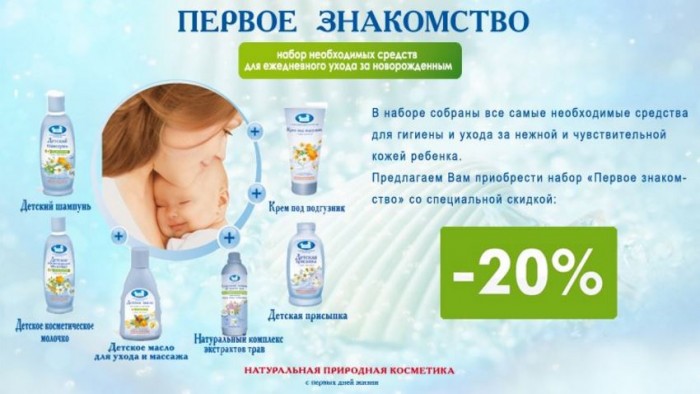 ПЕРВОЕ ЗНАКОМСТВО
набор необходимых средств
для ежедневного ухода за новорожденным
В наборе собраны все самые необходимые средства
для гигиены и ухода за нежной и чувствительной
кожей ребенка.
Предлагаем Вам приобрести набор «Первое знаком-
ство» со специальной скидкой:
-20%
Детский шампунь
Крем под подгузник
Детское косметическое
молочко
Детское масло
для ухода и массажа
Натуральный комплекс
экстрактов трав
Детская присыпка
НАТУРАЛЬНАЯ ПРИРОДНАЯ КОСМЕТИКА
с первых дней жизни